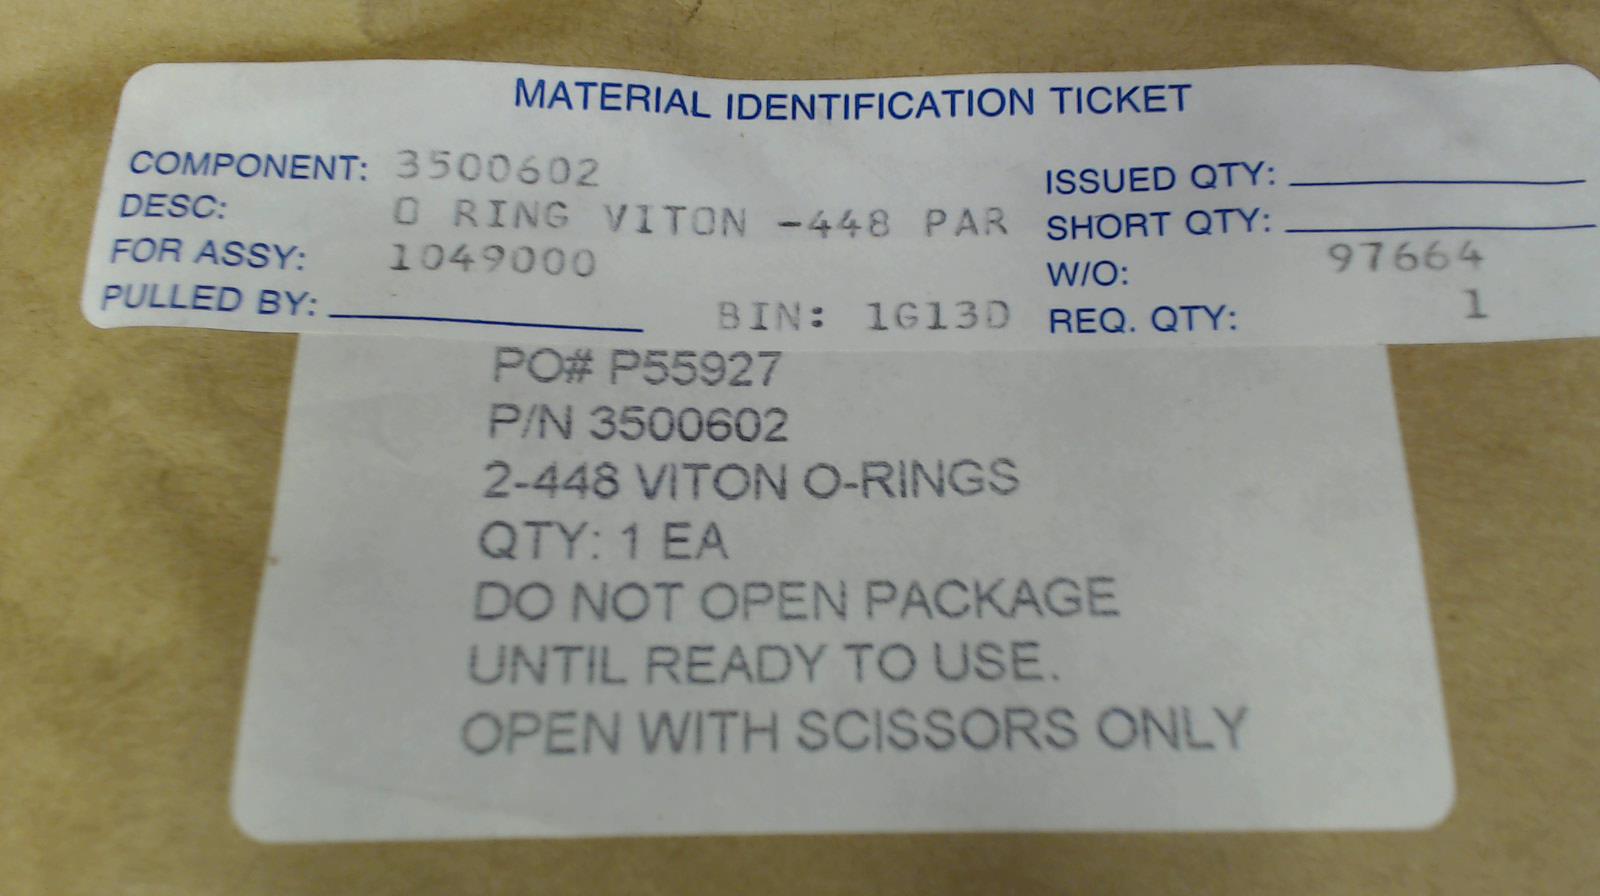 MATERIAL IDENTIFICATION TICKET
COMPONENT: 3500602
DESC: O RING VITON -448 PAR
FOR ASSY: 1049000
PULLED BY: BIN: 1G13D
ISSUED QTY:
SHORT QTY:
W/O: 97664
REQ. QTY: 1
PO# P55927
P/N 3500602
2-448 VITON O-RINGS
QTY: 1 EA
DO NOT OPEN PACKAGE
UNTIL READY TO USE.
OPEN WITH SCISSORS ONLY